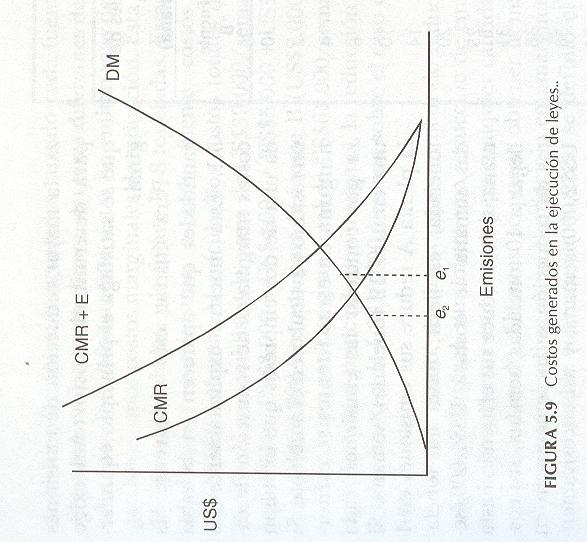 DM
CMR + E
CMR
US$
e₂
e₁
Emisiones
FIGURA 5.9 Costos generados en la ejecución de leyes..